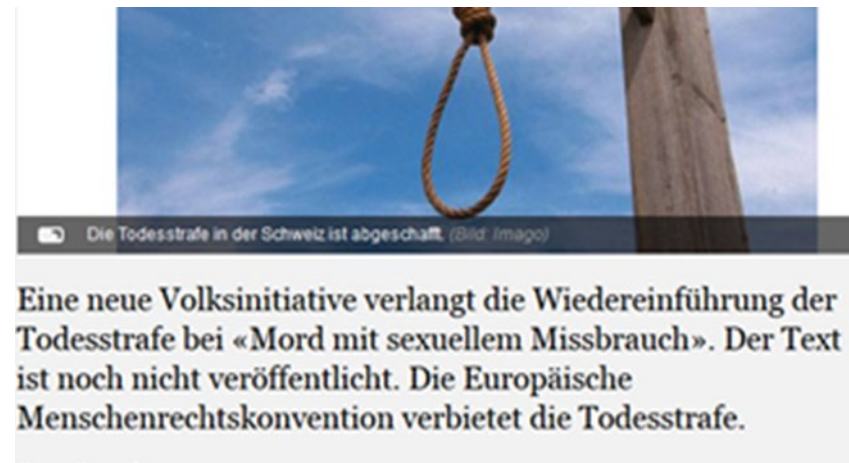 Die Todesstrafe in der Schweiz ist abgeschafft. (Bild: Imago)
Eine neue Volksinitiative verlangt die Wiedereinführung der
Todesstrafe bei «Mord mit sexuellem Missbrauch». Der Text
ist noch nicht veröffentlicht. Die Europäische
Menschenrechtskonvention verbietet die Todesstrafe.